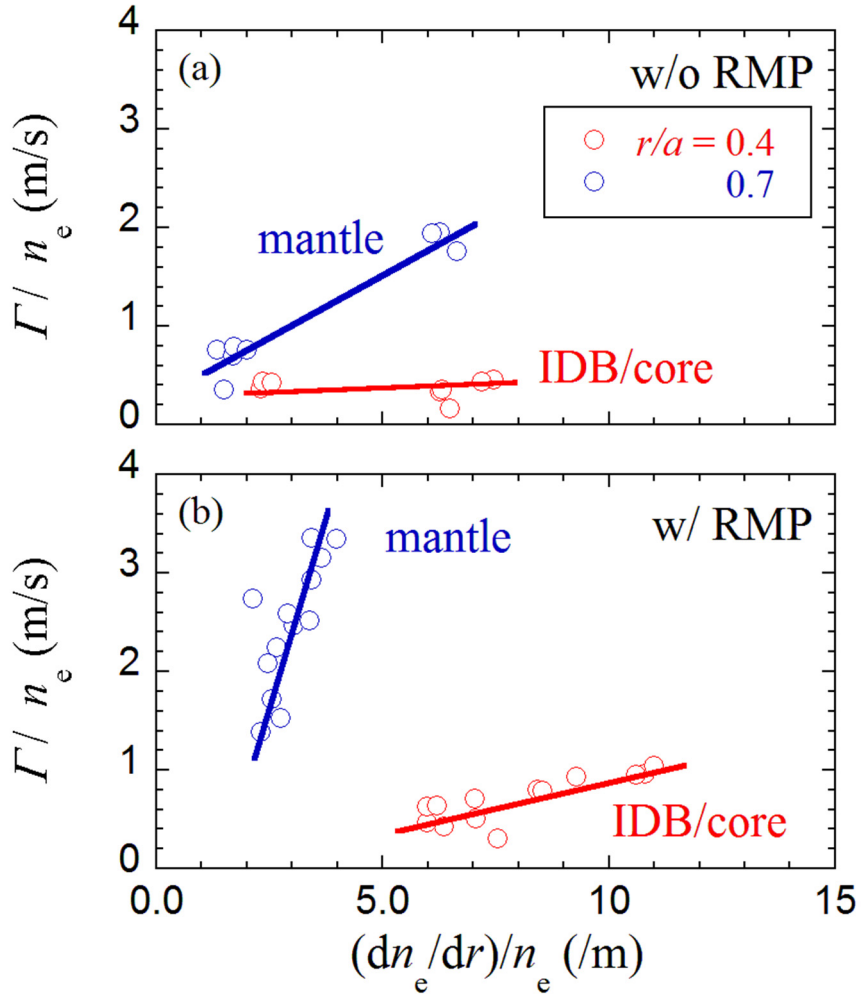 4
(a)
w/o RMP
3
r/a = 0.4
0.7
Γ / nₑ (m/s)
2
mantle
1
IDB/core
0
4
(b)
w/ RMP
mantle
3
Γ / nₑ (m/s)
2
1
IDB/core
0
0.0 5.0 10 15
(dnₑ/dr)/nₑ (/m)